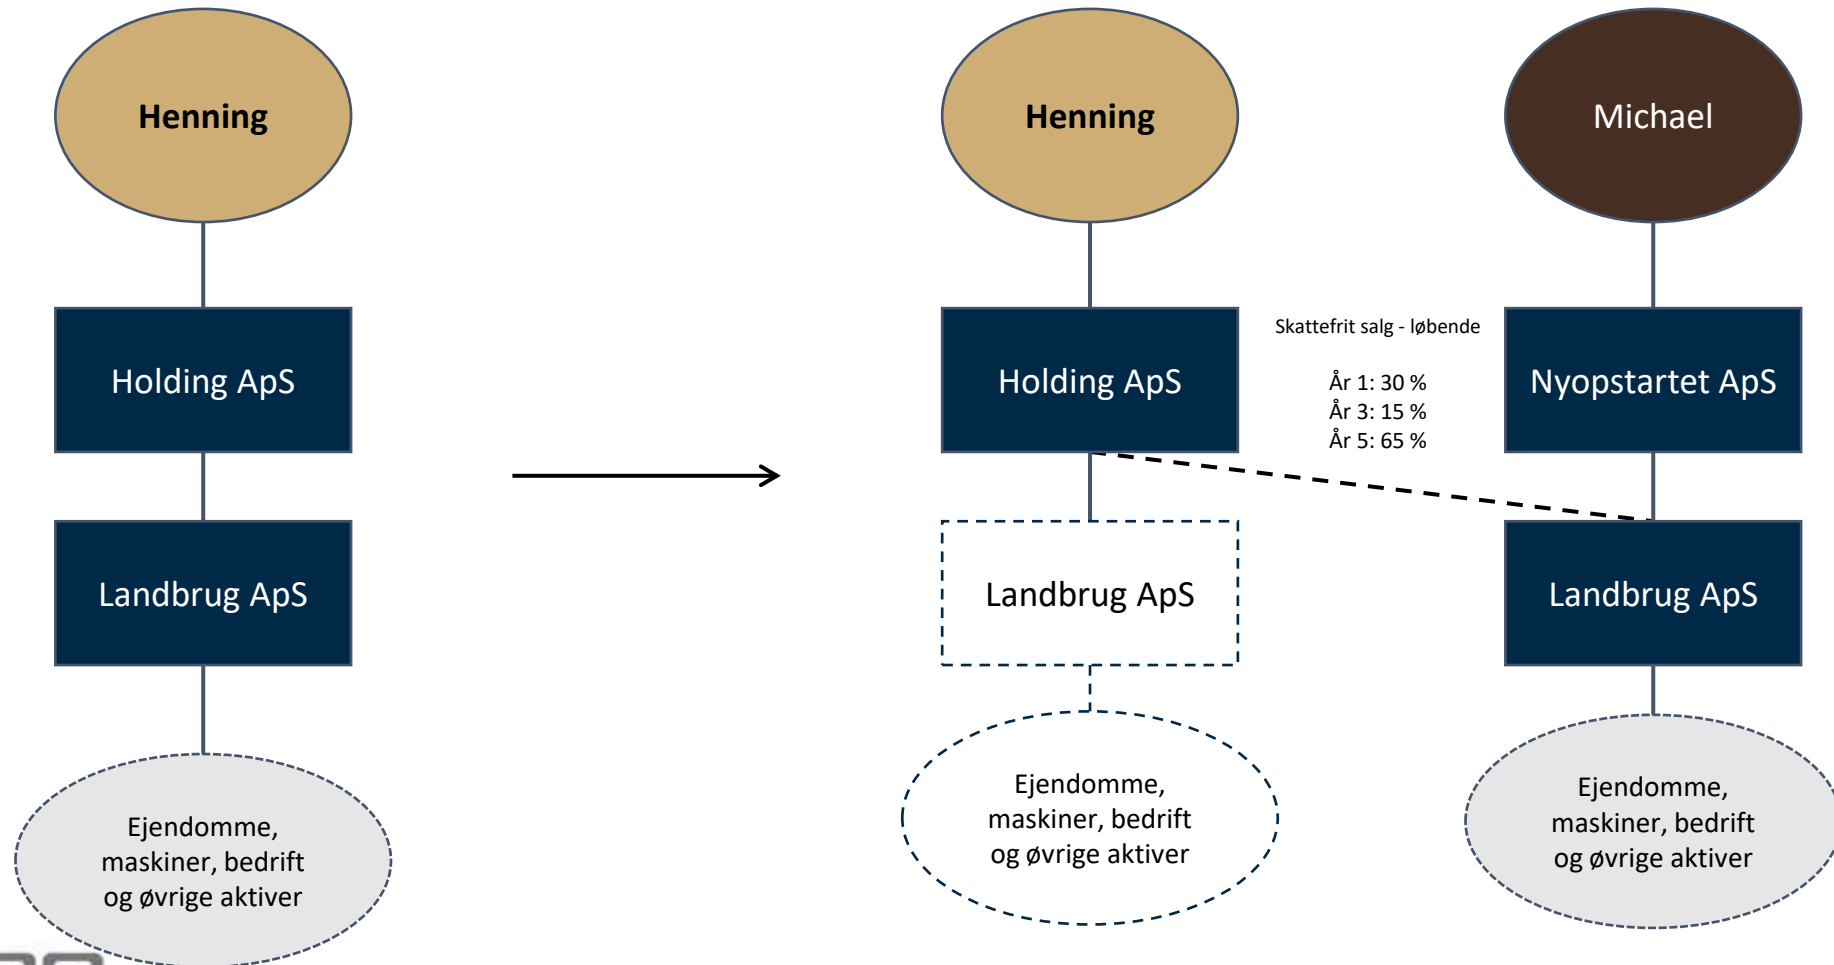 Henning
Holding ApS
Landbrug ApS
Ejendomme,
maskiner, bedrift
og øvrige aktiver
Henning
Holding ApS
Landbrug ApS
Ejendomme,
maskiner, bedrift
og øvrige aktiver
Skattefrit salg - løbende
År 1: 30 %
År 3: 15 %
År 5: 65 %
Michael
Nyopstartet ApS
Landbrug ApS
Ejendomme,
maskiner, bedrift
og øvrige aktiver